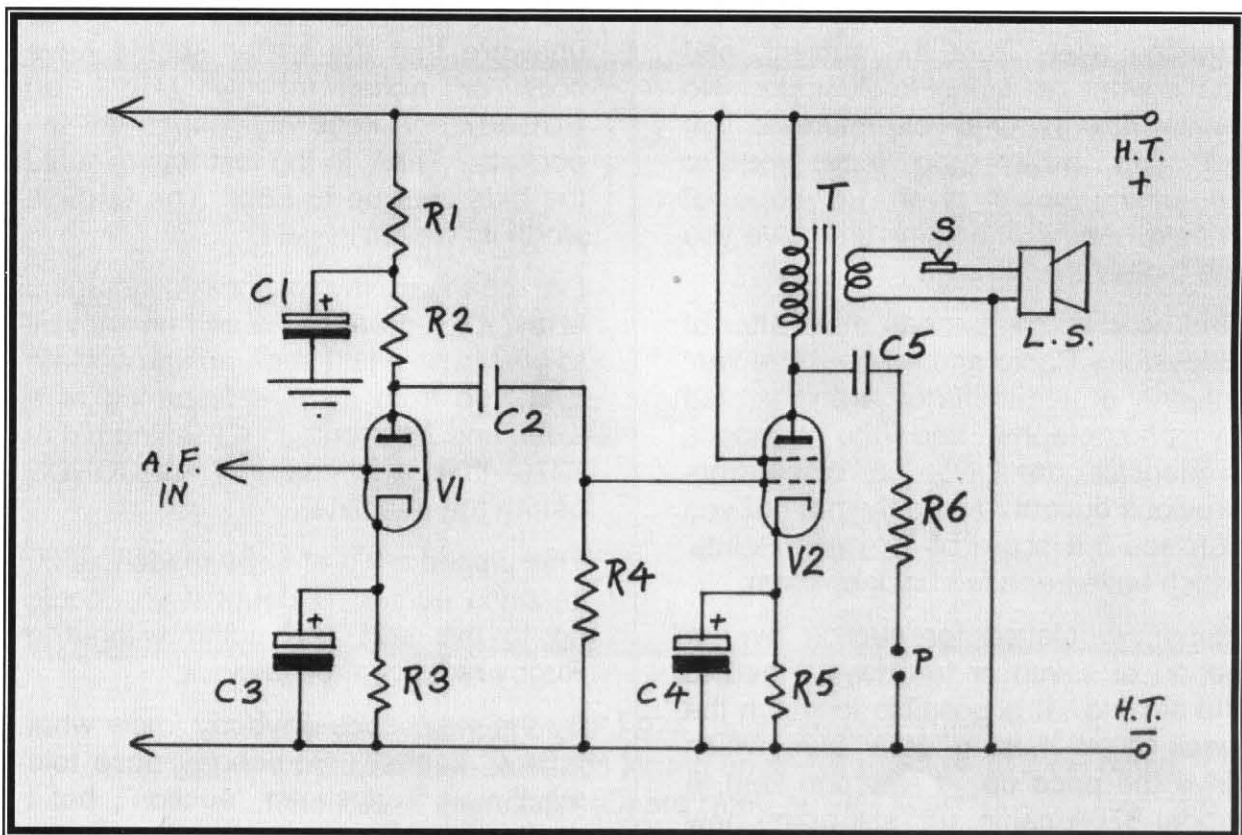 H.T.
+
R1
T
S
C1
+
R2
L.S.
C5
C2
A.F.
IN
V1
R6
R4
V2
+
+
P
C3
R3
C4
R5
H.T.
-